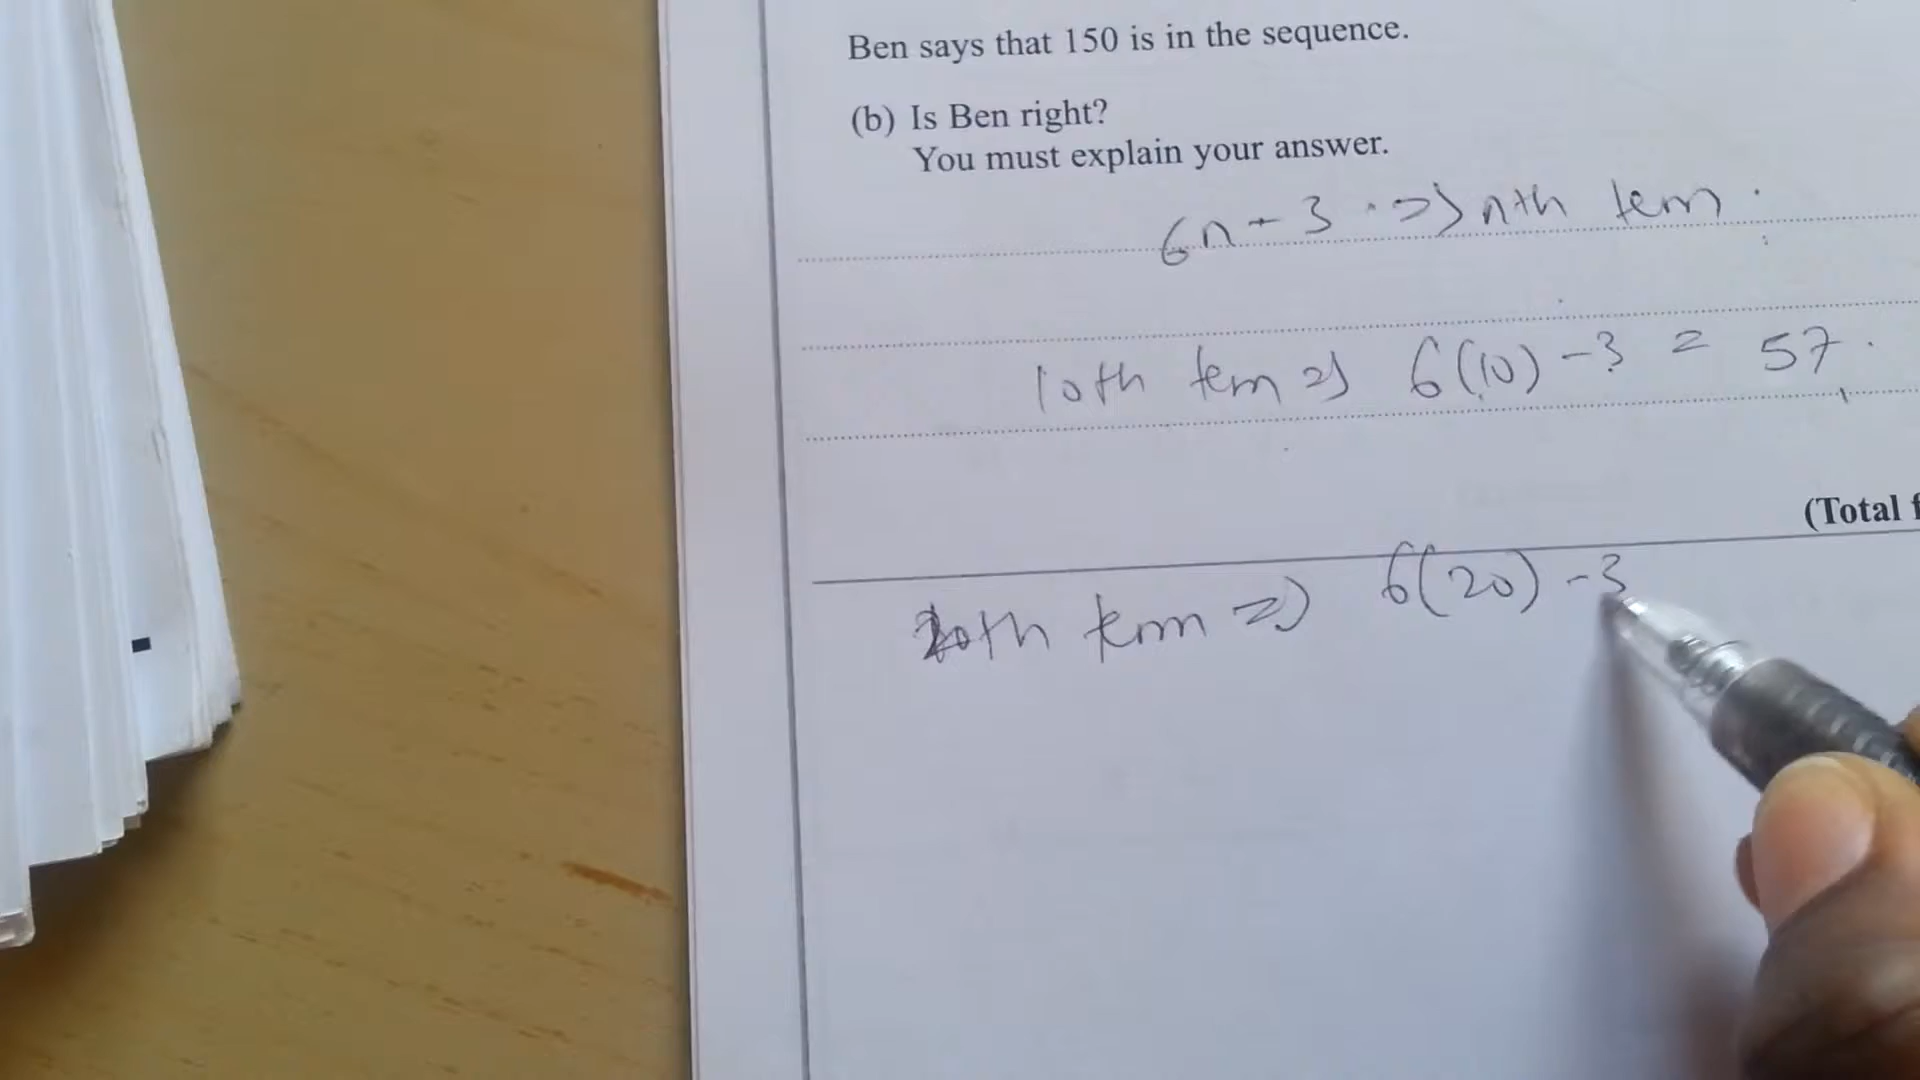 Ben says that 150 is in the sequence.
(b) Is Ben right?
You must explain your answer.
6n - 3 => nth term.
10th term => 6(10) - 3 = 57.
(Total f
20th term => 6(20) - 3